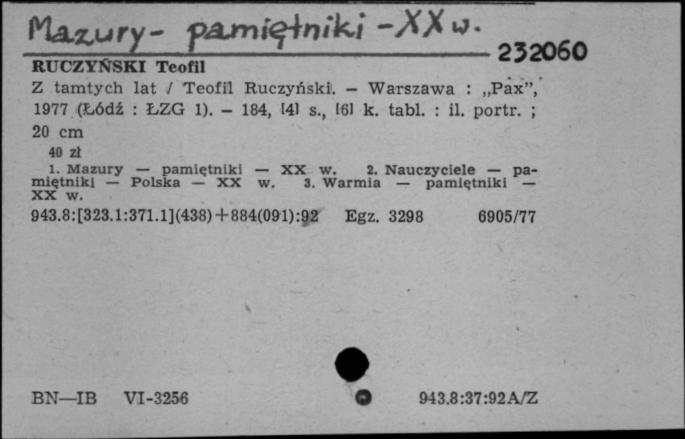 Mazury - pamiętniki - XX w.
232060
RUCZYŃSKI Teofil
Z tamtych lat / Teofil Ruczyński. — Warszawa : „Pax”,
1977 (Łódź : ŁZG 1). — 184, [4] s., [6] k. tabl. : il. portr. ;
20 cm
40 zł
1. Mazury — pamiętniki — XX w. 2. Nauczyciele — pa-
miętniki — Polska — XX w. 3. Warmia — pamiętniki —
XX w.
943.8:[323.1:371.1](438)+884(091):92 Egz. 3298 6905/77
BN—IB VI-3256 943.8:37:92A/Z